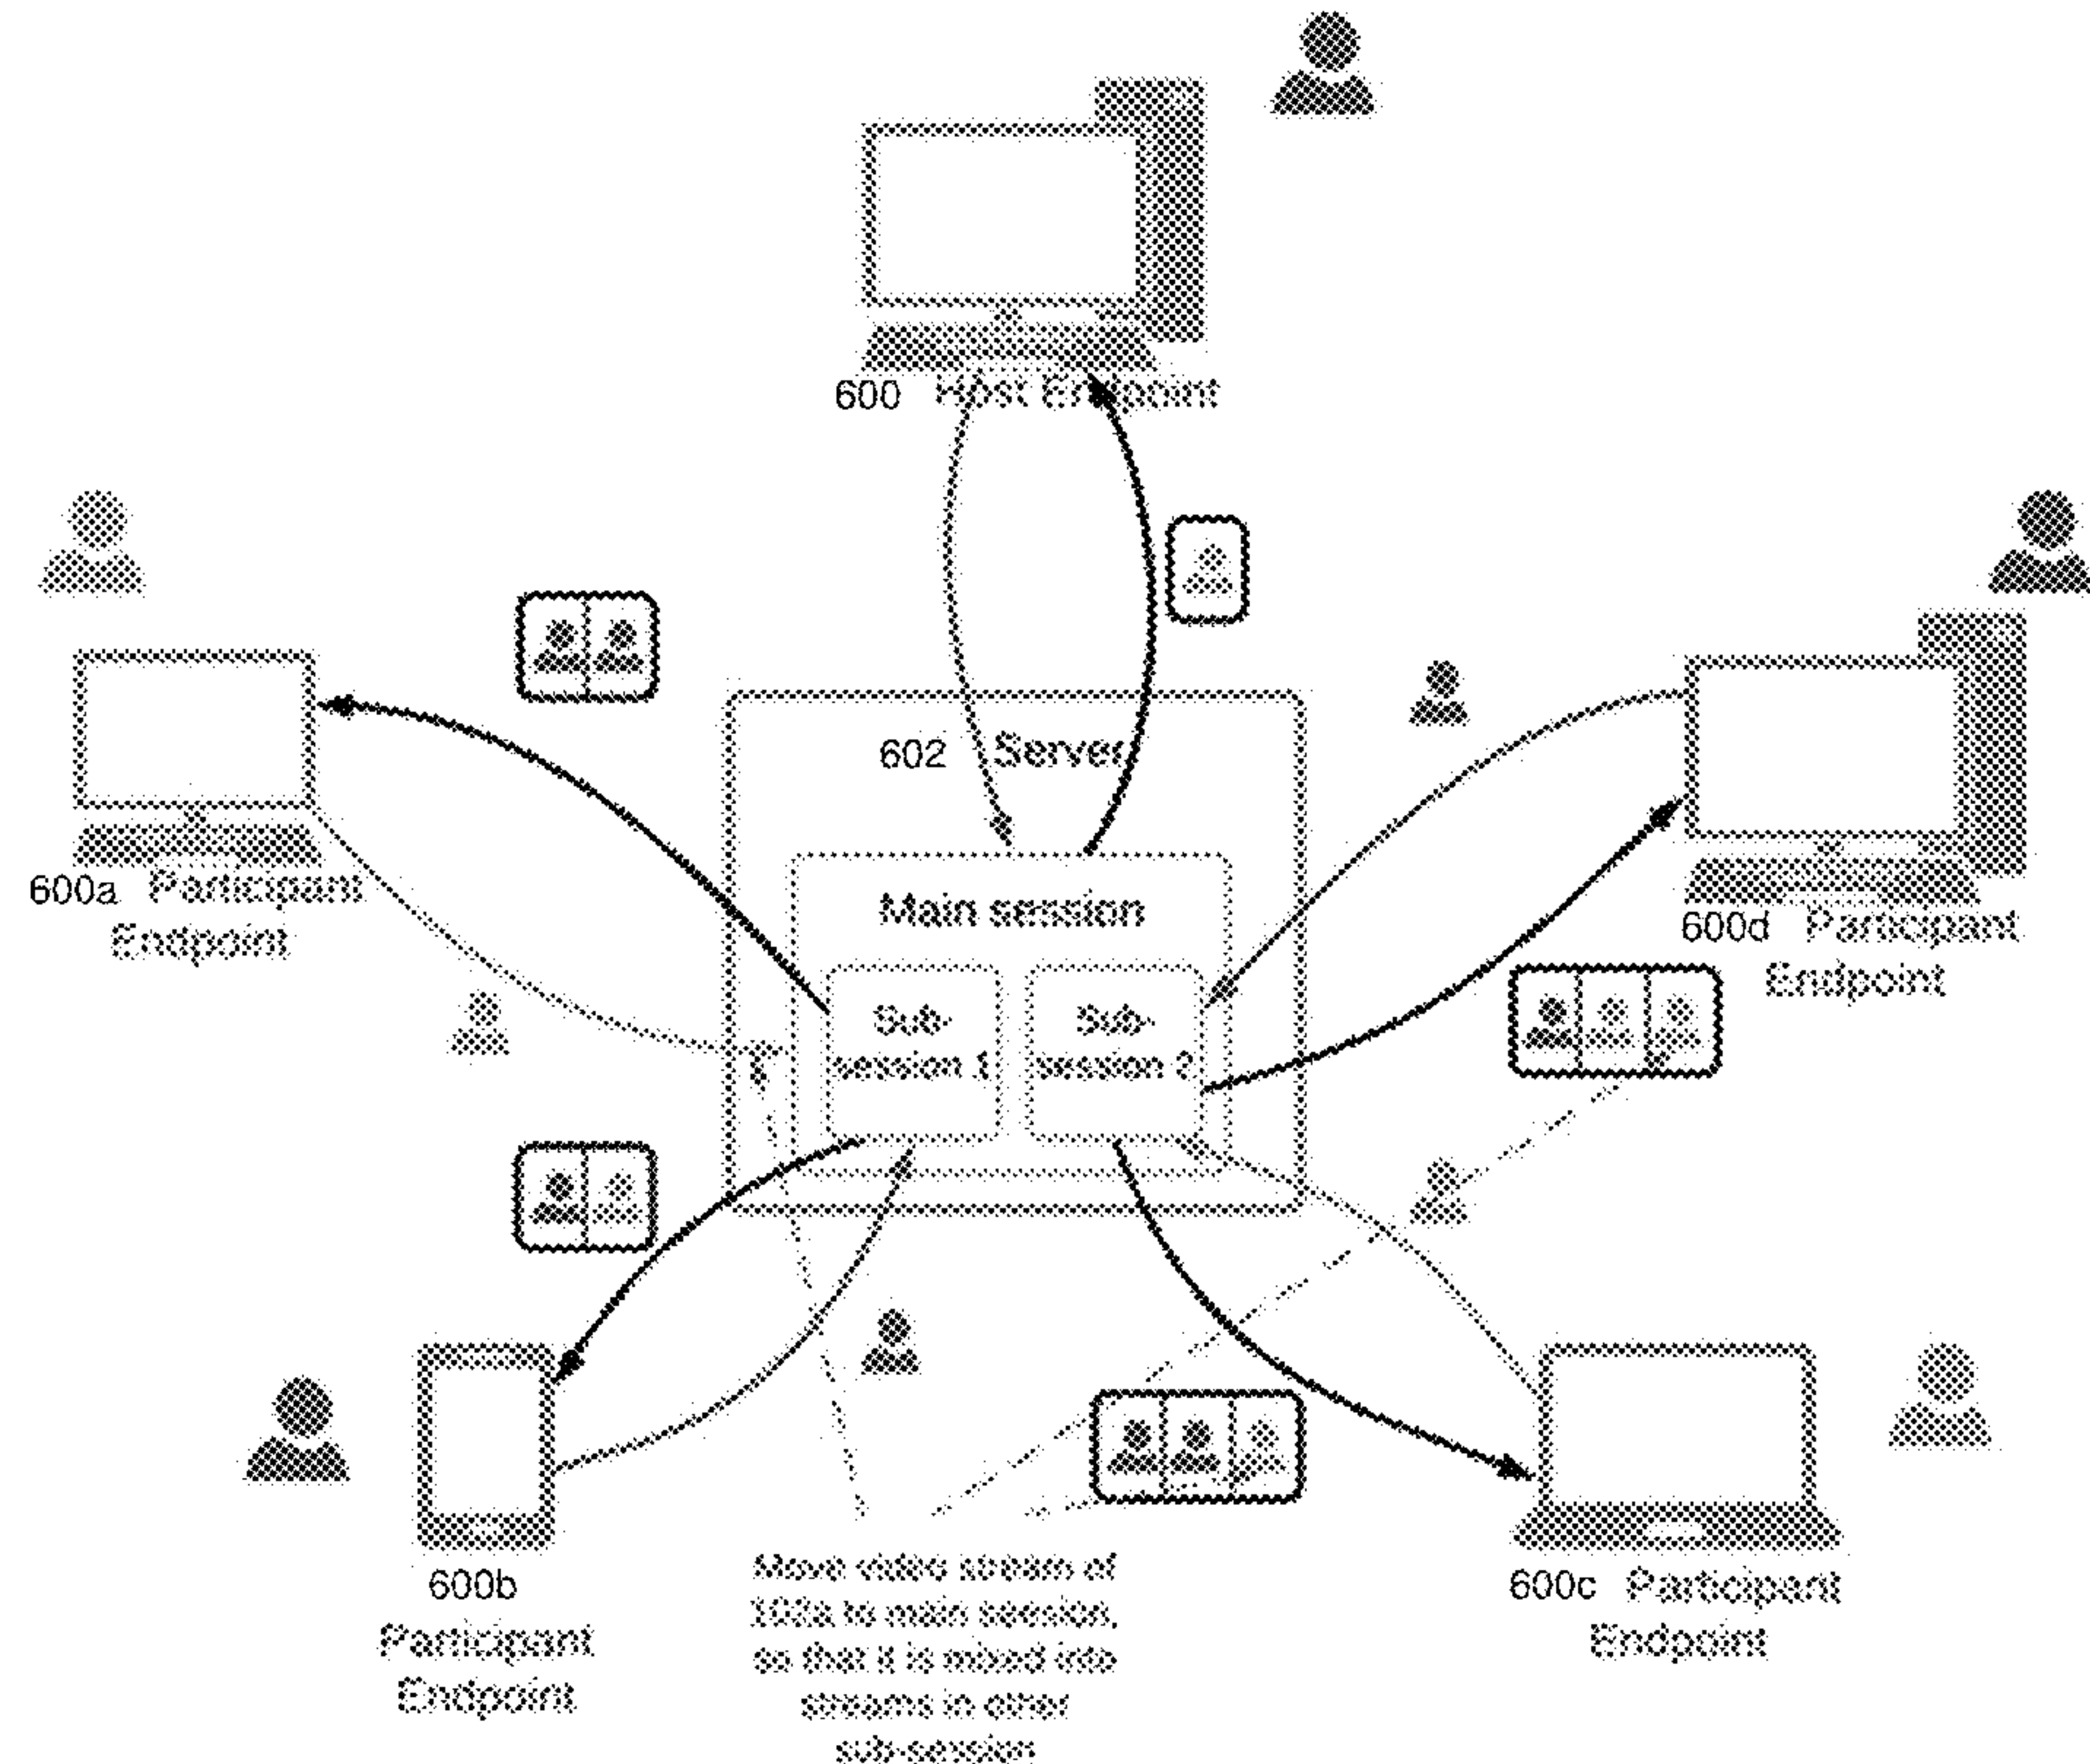 600 Host Endpoint
602 Server
Main session
Sub-
session 1
Sub-
session 2
600a Participant
Endpoint
600d Participant
Endpoint
600b
Participant
Endpoint
Move video stream of
102a to main session,
so that it is mixed into
streams in other
sub-session
600c Participant
Endpoint